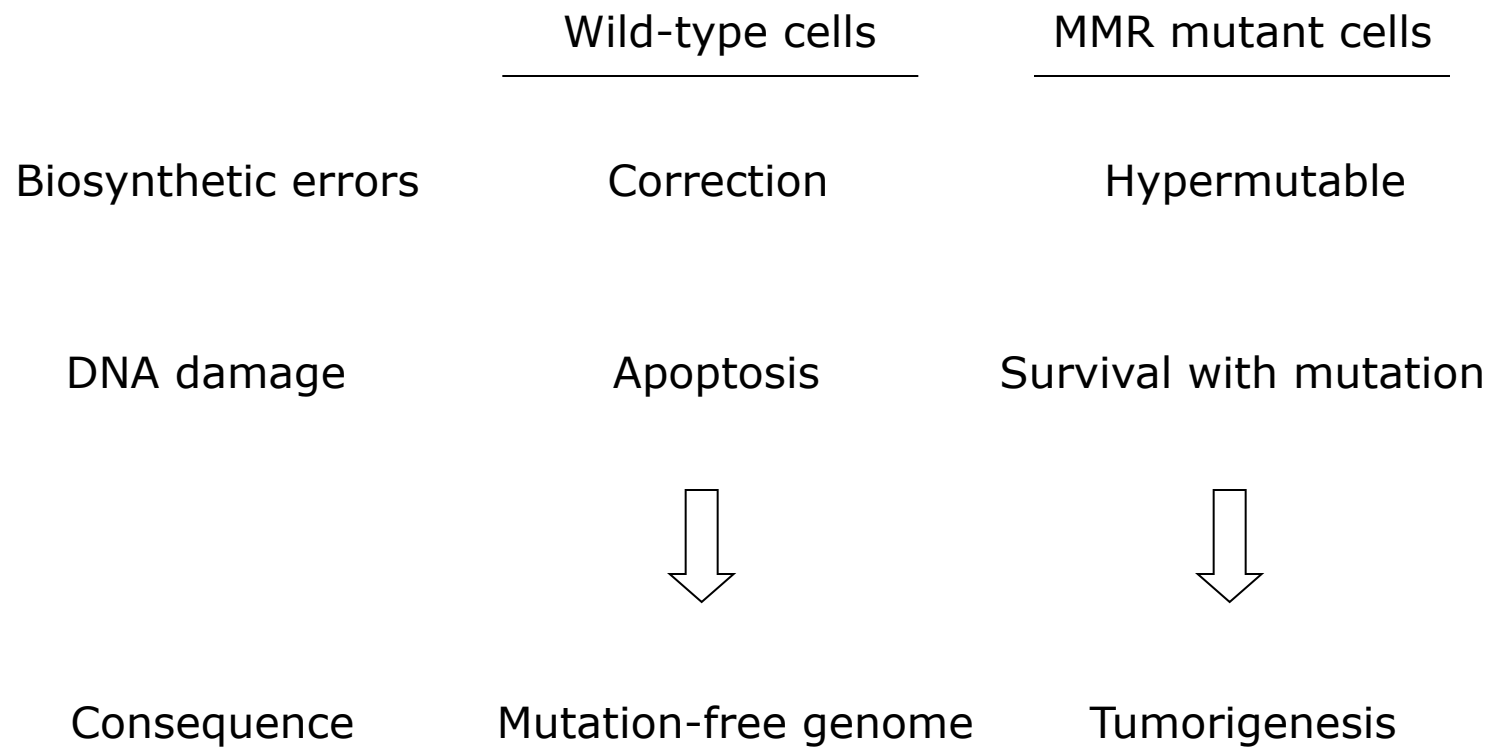 Wild-type cells MMR mutant cells
Biosynthetic errors Correction Hypermutable
DNA damage Apoptosis Survival with mutation
Consequence Mutation-free genome Tumorigenesis